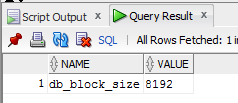 Script Output
Query Result
SQL
All Rows Fetched: 1 i
NAME
VALUE
1 db_block_size 8192